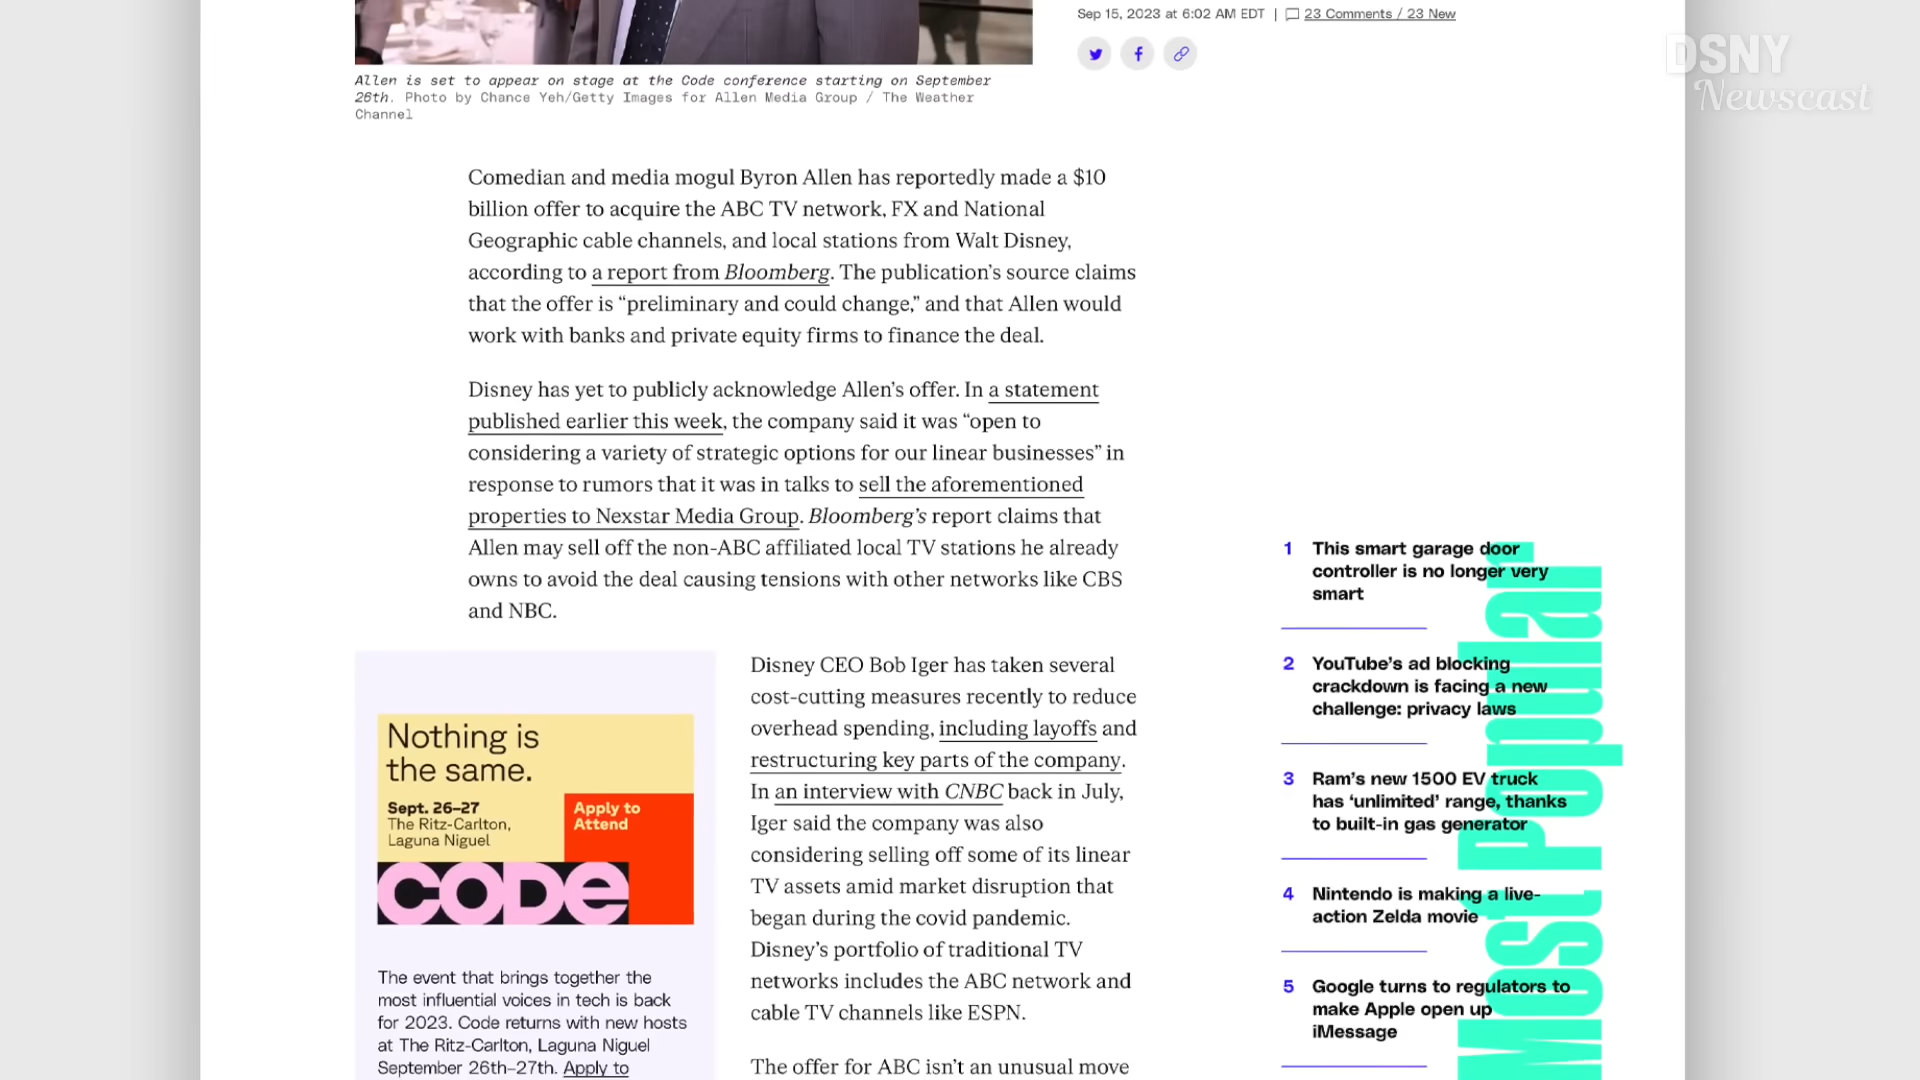 Sep 15, 2023 at 6:02 AM EDT | 23 Comments / 23 New
DSNY
Newscast
Allen is set to appear on stage at the Code conference starting on September
26th. Photo by Chance Yeh/Getty Images for Allen Media Group / The Weather
Channel
Comedian and media mogul Byron Allen has reportedly made a $10
billion offer to acquire the ABC TV network, FX and National
Geographic cable channels, and local stations from Walt Disney,
according to a report from Bloomberg. The publication’s source claims
that the offer is “preliminary and could change,” and that Allen would
work with banks and private equity firms to finance the deal.
Disney has yet to publicly acknowledge Allen’s offer. In a statement
published earlier this week, the company said it was “open to
considering a variety of strategic options for our linear businesses” in
response to rumors that it was in talks to sell the aforementioned
properties to Nexstar Media Group. Bloomberg’s report claims that
Allen may sell off the non-ABC affiliated local TV stations he already
owns to avoid the deal causing tensions with other networks like CBS
and NBC.
Disney CEO Bob Iger has taken several
cost-cutting measures recently to reduce
overhead spending, including layoffs and
restructuring key parts of the company.
In an interview with CNBC back in July,
Iger said the company was also
considering selling off some of its linear
TV assets amid market disruption that
began during the covid pandemic.
Disney’s portfolio of traditional TV
networks includes the ABC network and
cable TV channels like ESPN.
The offer for ABC isn’t an unusual move
Nothing is
the same.
Sept. 26–27
The Ritz-Carlton,
Laguna Niguel
Apply to
Attend
CODE
The event that brings together the
most influential voices in tech is back
for 2023. Code returns with new hosts
at The Ritz-Carlton, Laguna Niguel
September 26th–27th. Apply to
Most Popular
1 This smart garage door
controller is no longer very
smart
2 YouTube’s ad blocking
crackdown is facing a new
challenge: privacy laws
3 Ram’s new 1500 EV truck
has ‘unlimited’ range, thanks
to built-in gas generator
4 Nintendo is making a live-
action Zelda movie
5 Google turns to regulators to
make Apple open up
iMessage